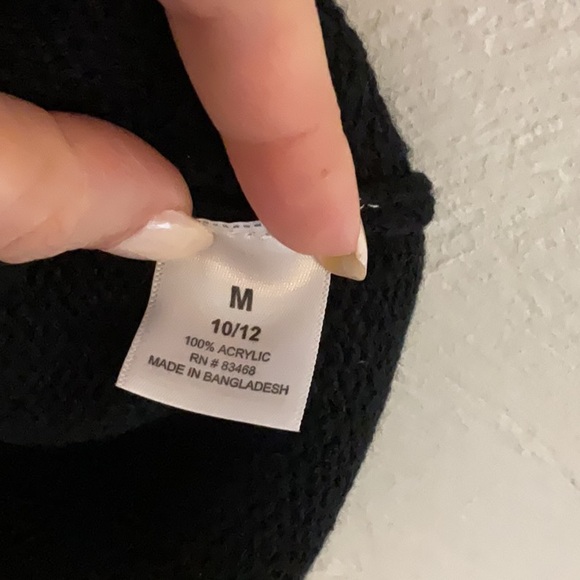 M
10/12
100% ACRYLIC
RN # 83468
MADE IN BANGLADESH